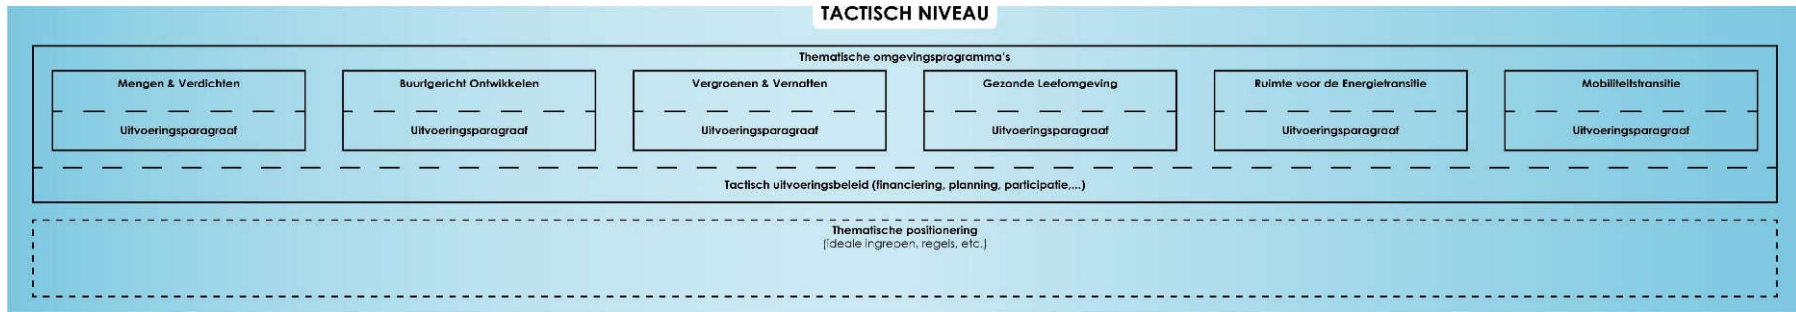 TACTISCH NIVEAU
Thematische omgevingsprogramma's
Mengen & Verdichten
Buurtgericht Ontwikkelen
Vergroenen & Vernatten
Gezonde Leefomgeving
Ruimte voor de Energietransitie
Mobiliteitstransitie
Uitvoeringsparagraaf
Uitvoeringsparagraaf
Uitvoeringsparagraaf
Uitvoeringsparagraaf
Uitvoeringsparagraaf
Uitvoeringsparagraaf
Tactisch uitvoeringsbeleid (financiering, planning, participatie,...)
Thematische positionering
(ideale ingrepen, regels, etc.)